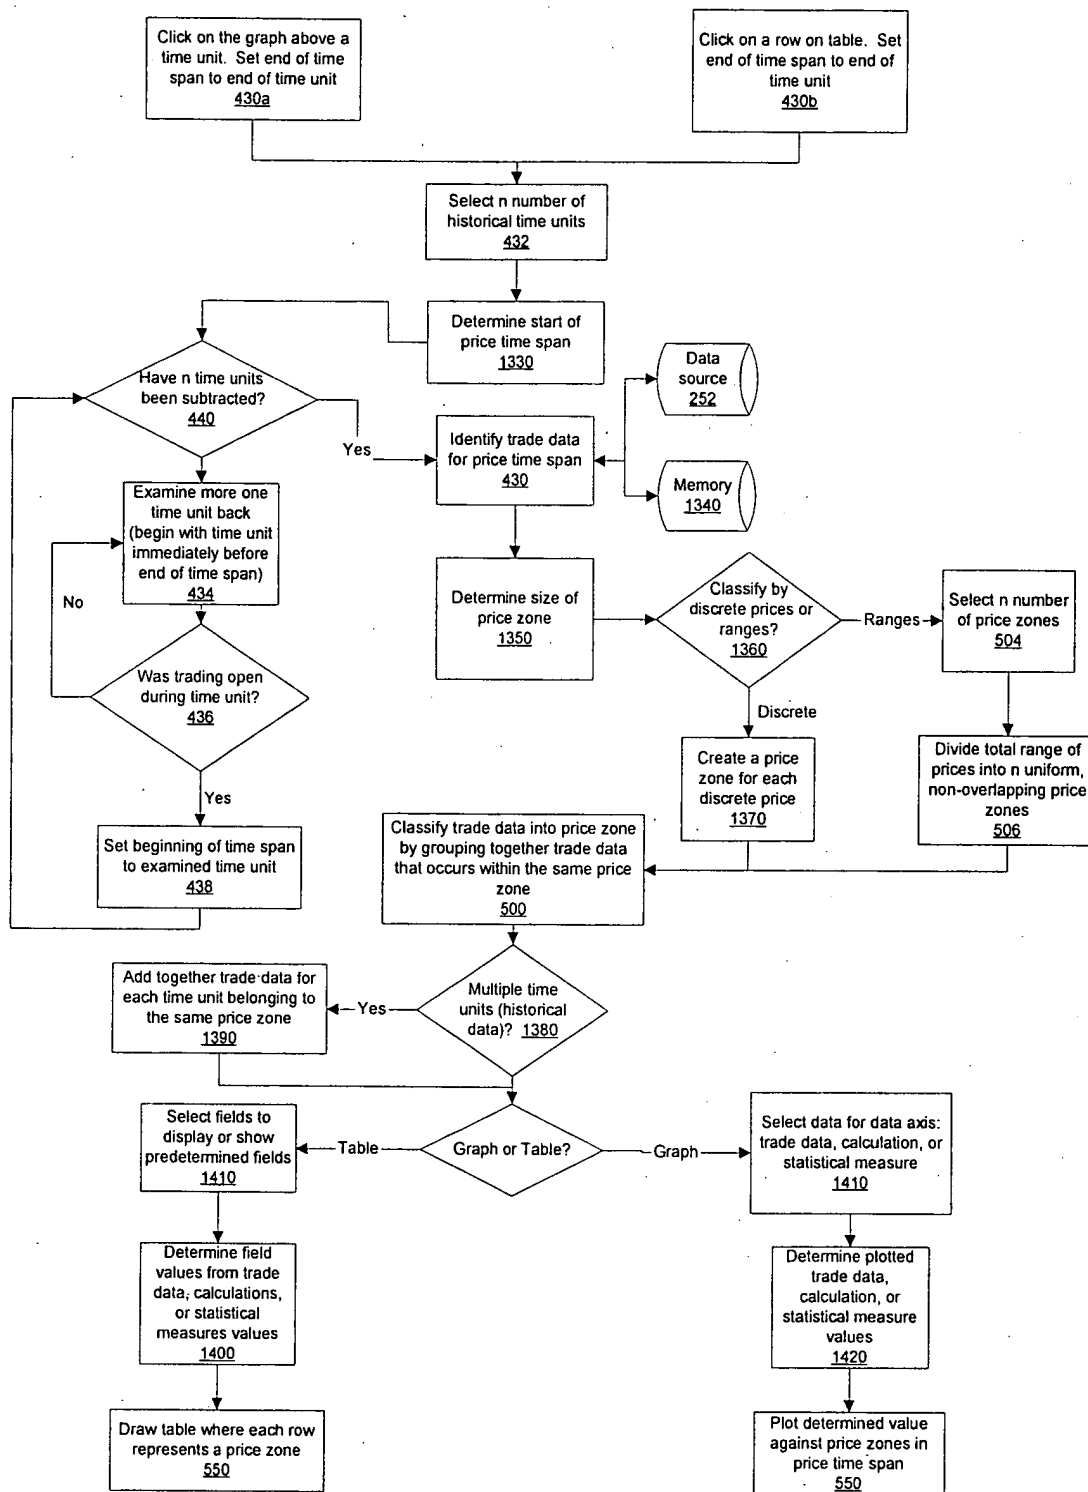 Click on the graph above a
time unit.  Set end of time
span to end of time unit
430a
Click on a row on table.  Set
end of time span to end of
time unit
430b
Select n number of
historical time units
432
Determine start of
price time span
1330
Have n time units
been subtracted?
440
Yes
Identify trade data
for price time span
430
Data
source
252
Memory
1340
Examine more one
time unit back
(begin with time unit
immediately before
end of time span)
434
No
Was trading open
during time unit?
436
Yes
Set beginning of time span
to examined time unit
438
Determine size of
price zone
1350
Classify by
discrete prices or
ranges?
1360
Ranges
Select n number
of price zones
504
Discrete
Create a price
zone for each
discrete price
1370
Divide total range of
prices into n uniform,
non-overlapping price
zones
506
Classify trade data into price zone
by grouping together trade data
that occurs within the same price
zone
500
Multiple time
units (historical
data)? 1380
Yes
Add together trade data for
each time unit belonging to
the same price zone
1390
Graph or Table?
Table
Select fields to
display or show
predetermined fields
1410
Determine field
values from trade
data, calculations,
or statistical
measures values
1400
Draw table where each row
represents a price zone
550
Graph
Select data for data axis:
trade data, calculation, or
statistical measure
1410
Determine plotted
trade data,
calculation, or
statistical measure
values
1420
Plot determined value
against price zones in
price time span
550